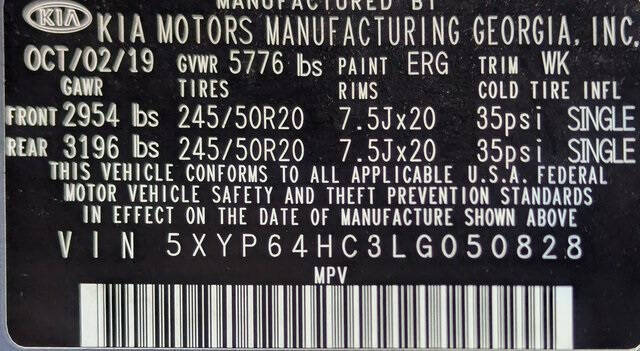 MANUFACTURED BY
KIA KIA MOTORS MANUFACTURING GEORGIA, INC.
OCT/02/19 GVWR 5776 lbs PAINT ERG TRIM WK
GAWR TIRES RIMS COLD TIRE INFL
FRONT 2954 lbs 245/50R20 7.5Jx20 35psi SINGLE
REAR 3196 lbs 245/50R20 7.5Jx20 35psi SINGLE
THIS VEHICLE CONFORMS TO ALL APPLICABLE U.S.A. FEDERAL
MOTOR VEHICLE SAFETY AND THEFT PREVENTION STANDARDS
IN EFFECT ON THE DATE OF MANUFACTURE SHOWN ABOVE
VIN 5XYP64HC3LG050828
MPV